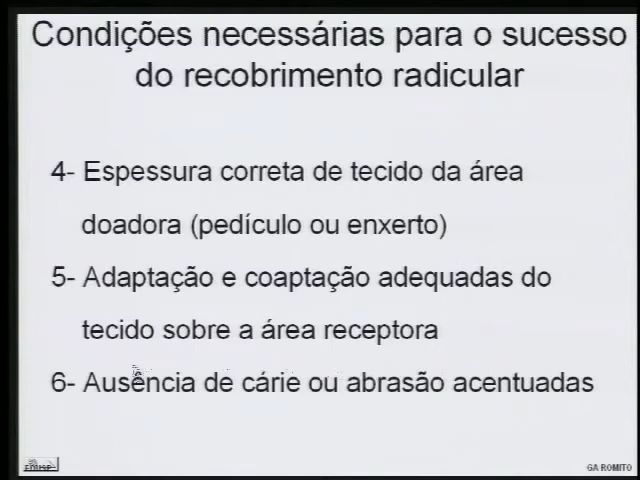 Condições necessárias para o sucesso
do recobrimento radicular
4- Espessura correta de tecido da área
doadora (pedículo ou enxerto)
5- Adaptação e coaptação adequadas do
tecido sobre a área receptora
6- Ausência de cárie ou abrasão acentuadas
GA ROMITO